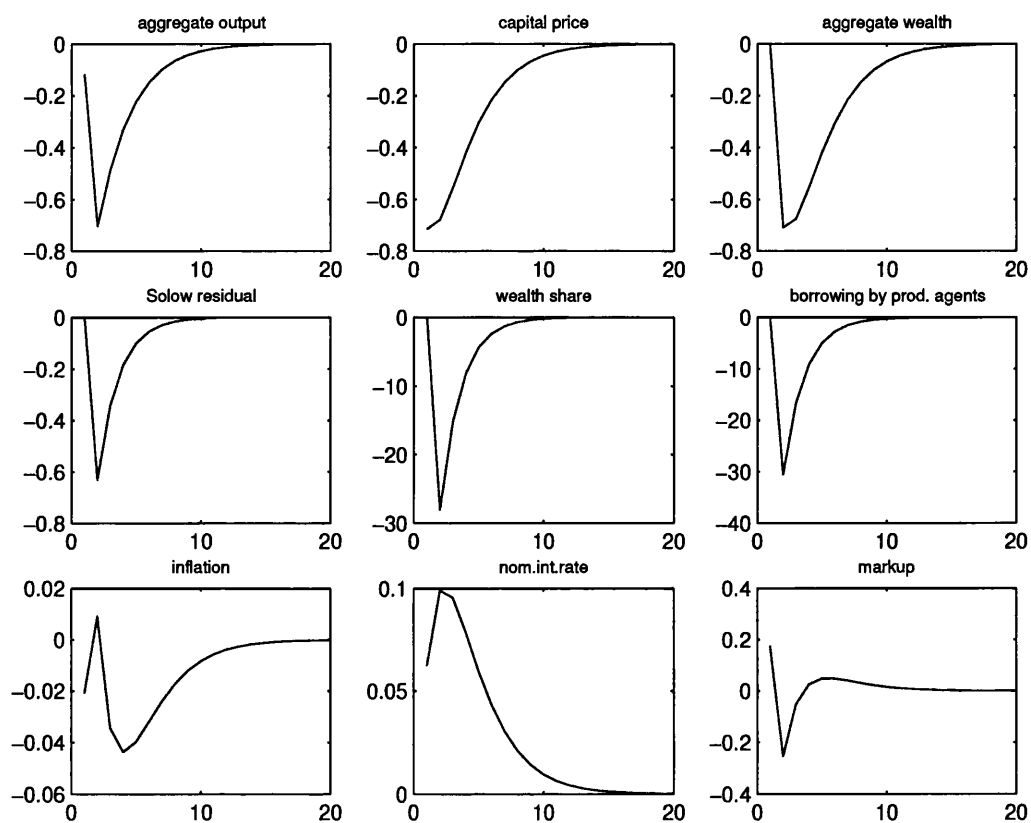 aggregate output
capital price
aggregate wealth
0
−0.2
−0.4
−0.6
−0.8
0 10 20
0
−0.2
−0.4
−0.6
−0.8
0 10 20
0
−0.2
−0.4
−0.6
−0.8
0 10 20
Solow residual
wealth share
borrowing by prod. agents
0
−0.2
−0.4
−0.6
−0.8
0 10 20
0
−10
−20
−30
0 10 20
0
−10
−20
−30
−40
0 10 20
inflation
nom.int.rate
markup
0.02
0
−0.02
−0.04
−0.06
0 10 20
0.1
0.05
0
0 10 20
0.4
0.2
0
−0.2
−0.4
0 10 20